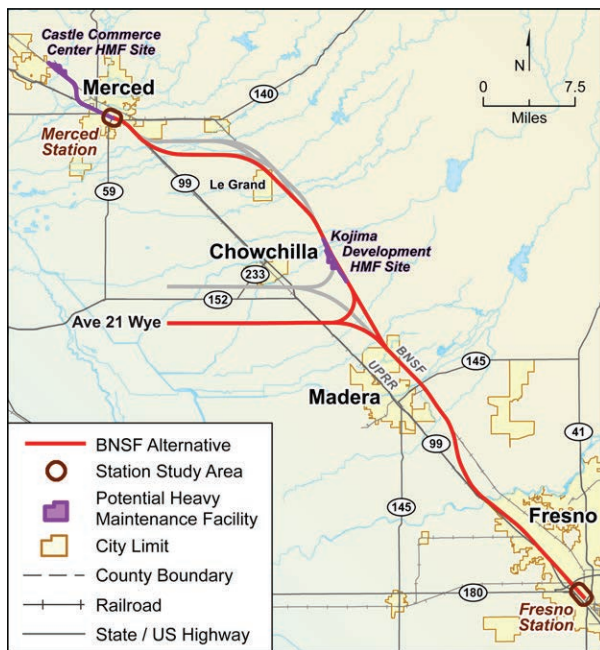 Castle Commerce
Center HMF Site
Merced
N
0 7.5
Miles
140
Merced
Station
59
99
Le Grand
Kojima
Development
HMF Site
Chowchilla
233
152
Ave 21 Wye
BNSF
UPRR
145
Madera
99
41
145
Fresno
180
Fresno
Station
BNSF Alternative
Station Study Area
Potential Heavy
Maintenance Facility
City Limit
County Boundary
Railroad
State / US Highway